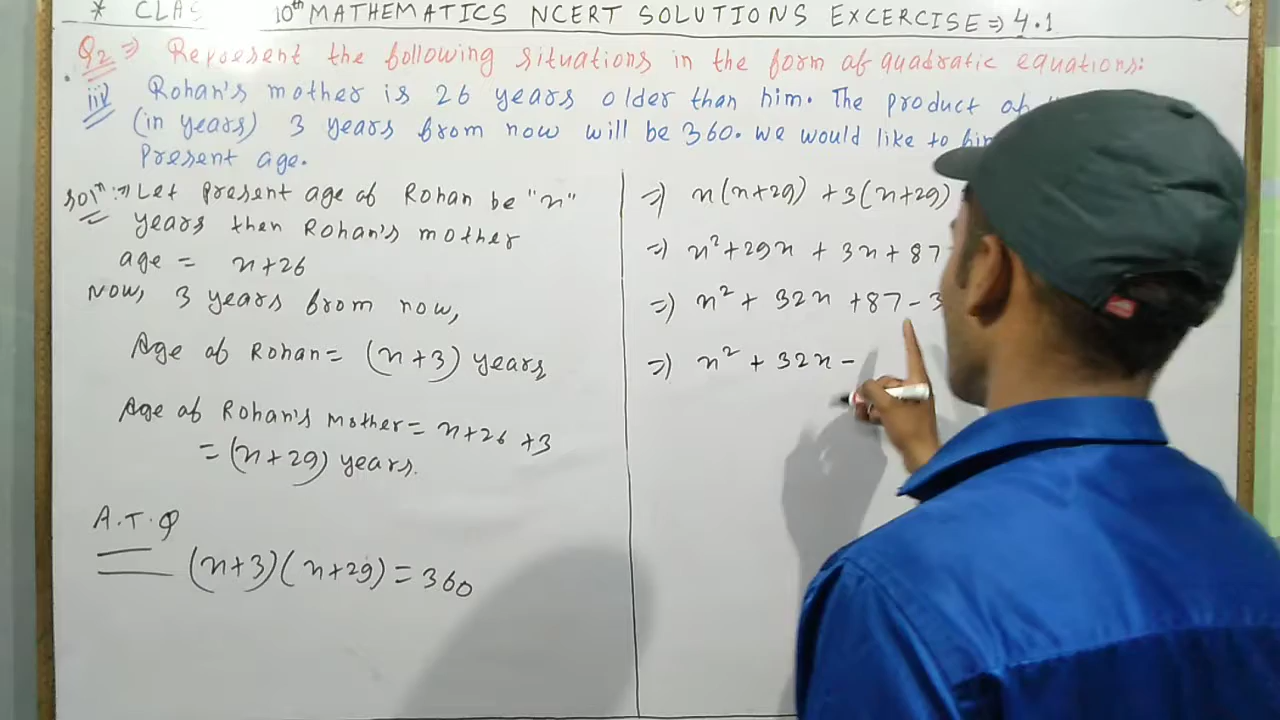 * CLAS 10th MATHEMATICS NCERT SOLUTIONS EXCERCISE ⇒ 4.1
Q2 ⇒ Represent the following situations in the form of quadratic equations:
iii) Rohan's mother is 26 years older than him. The product of
(in years) 3 years from now will be 360. We would like to
Present age.
Solⁿ :⇒ Let present age of Rohan be "x"
years then Rohan's mother
age = x+26
Now, 3 years from now,
Age of Rohan = (x+3) years
Age of Rohan's Mother = x+26 +3
= (x+29) years.
A.T.Q
(x+3)(x+29) = 360
⇒) x(x+29) +3(x+29)
⇒) x²+29x + 3x + 87
⇒) x² + 32x +87 - 3
⇒) x² + 32x -